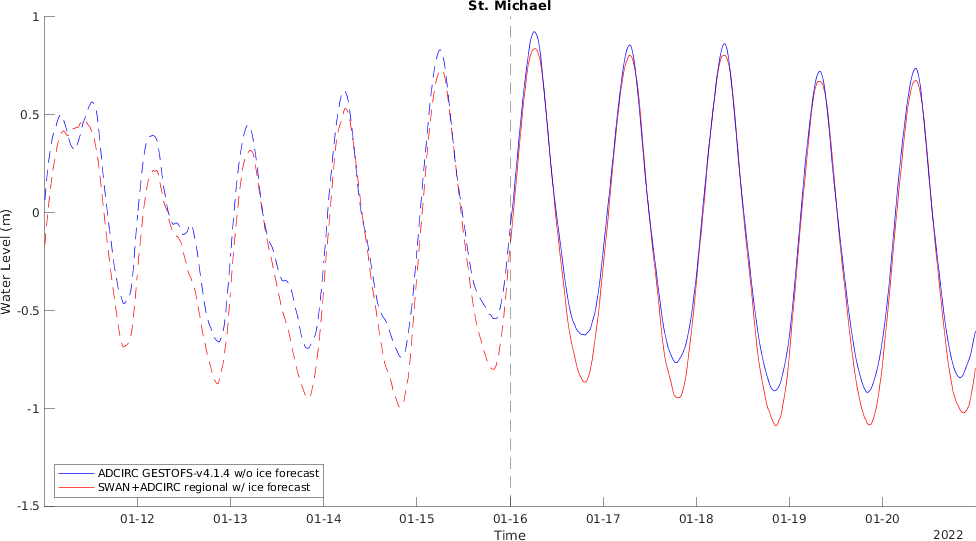 St. Michael
1
0.5
0
-0.5
-1
-1.5
Water Level (m)
ADCIRC GESTOFS-v4.1.4 w/o ice forecast
SWAN+ADCIRC regional w/ ice forecast
01-12 01-13 01-14 01-15 01-16 01-17 01-18 01-19 01-20
Time
2022